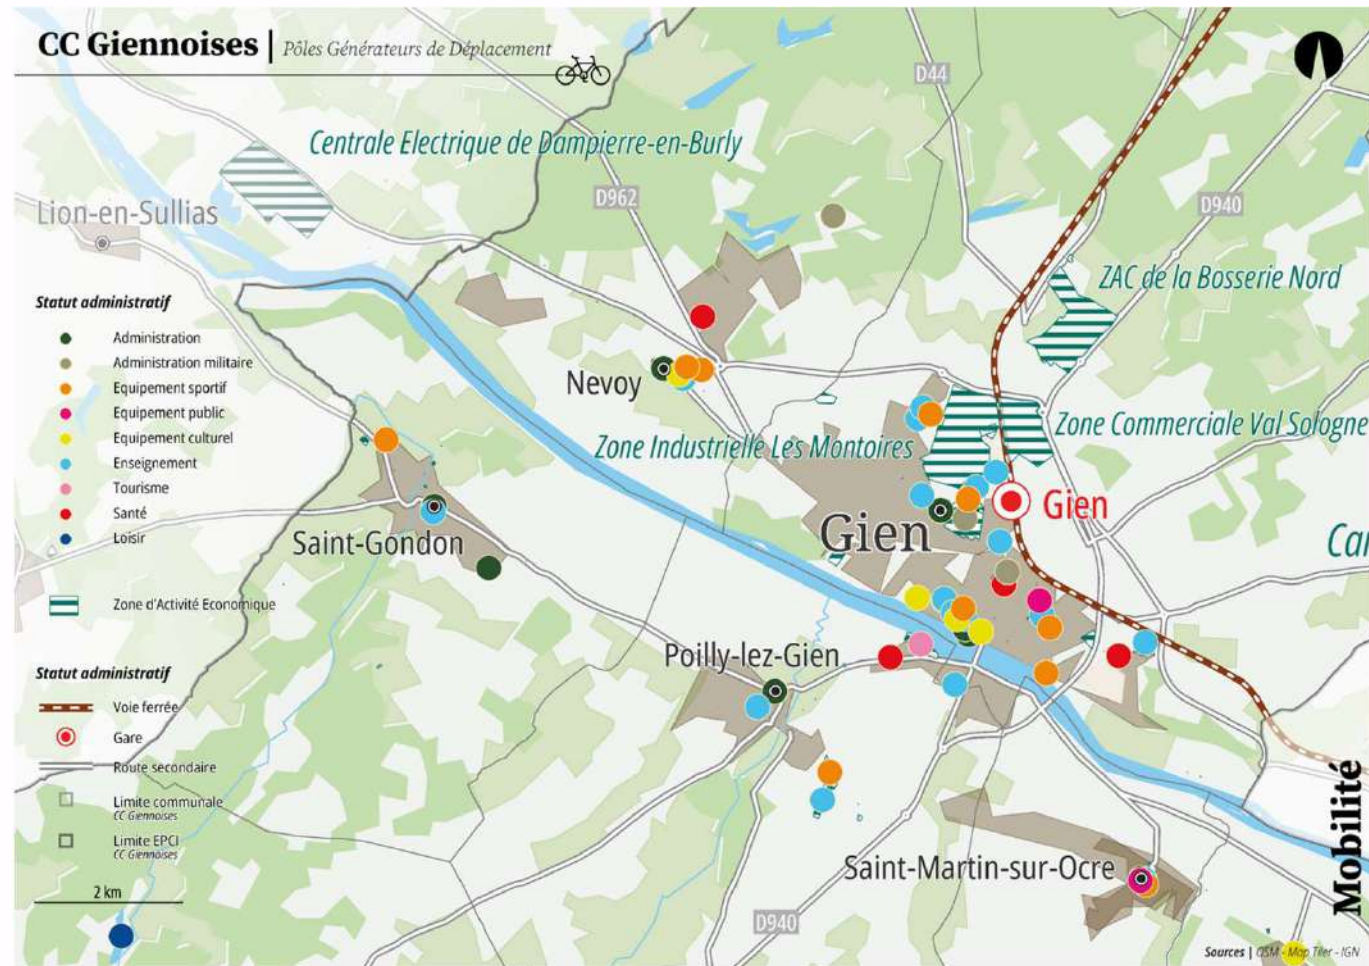 CC Giennoises | Pôles Générateurs de Déplacement
D44
Centrale Electrique de Dampierre-en-Burly
D962
D940
Lion-en-Sullias
ZAC de la Bosserie Nord
Statut administratif
Administration
Administration militaire
Equipement sportif
Equipement public
Equipement culturel
Enseignement
Tourisme
Santé
Loisir
Zone d'Activité Economique
Nevoy
Zone Industrielle Les Montoires
Zone Commerciale Val Sologne
Gien
Gien
Saint-Gondon
Poilly-lez-Gien
Statut administratif
Voie ferrée
Gare
Route secondaire
Limite communale
CC Giennoises
Limite EPCI
CC Giennoises
2 km
Saint-Martin-sur-Ocre
D940
Mobilité
Sources | OSM - Map Tiler - IGN